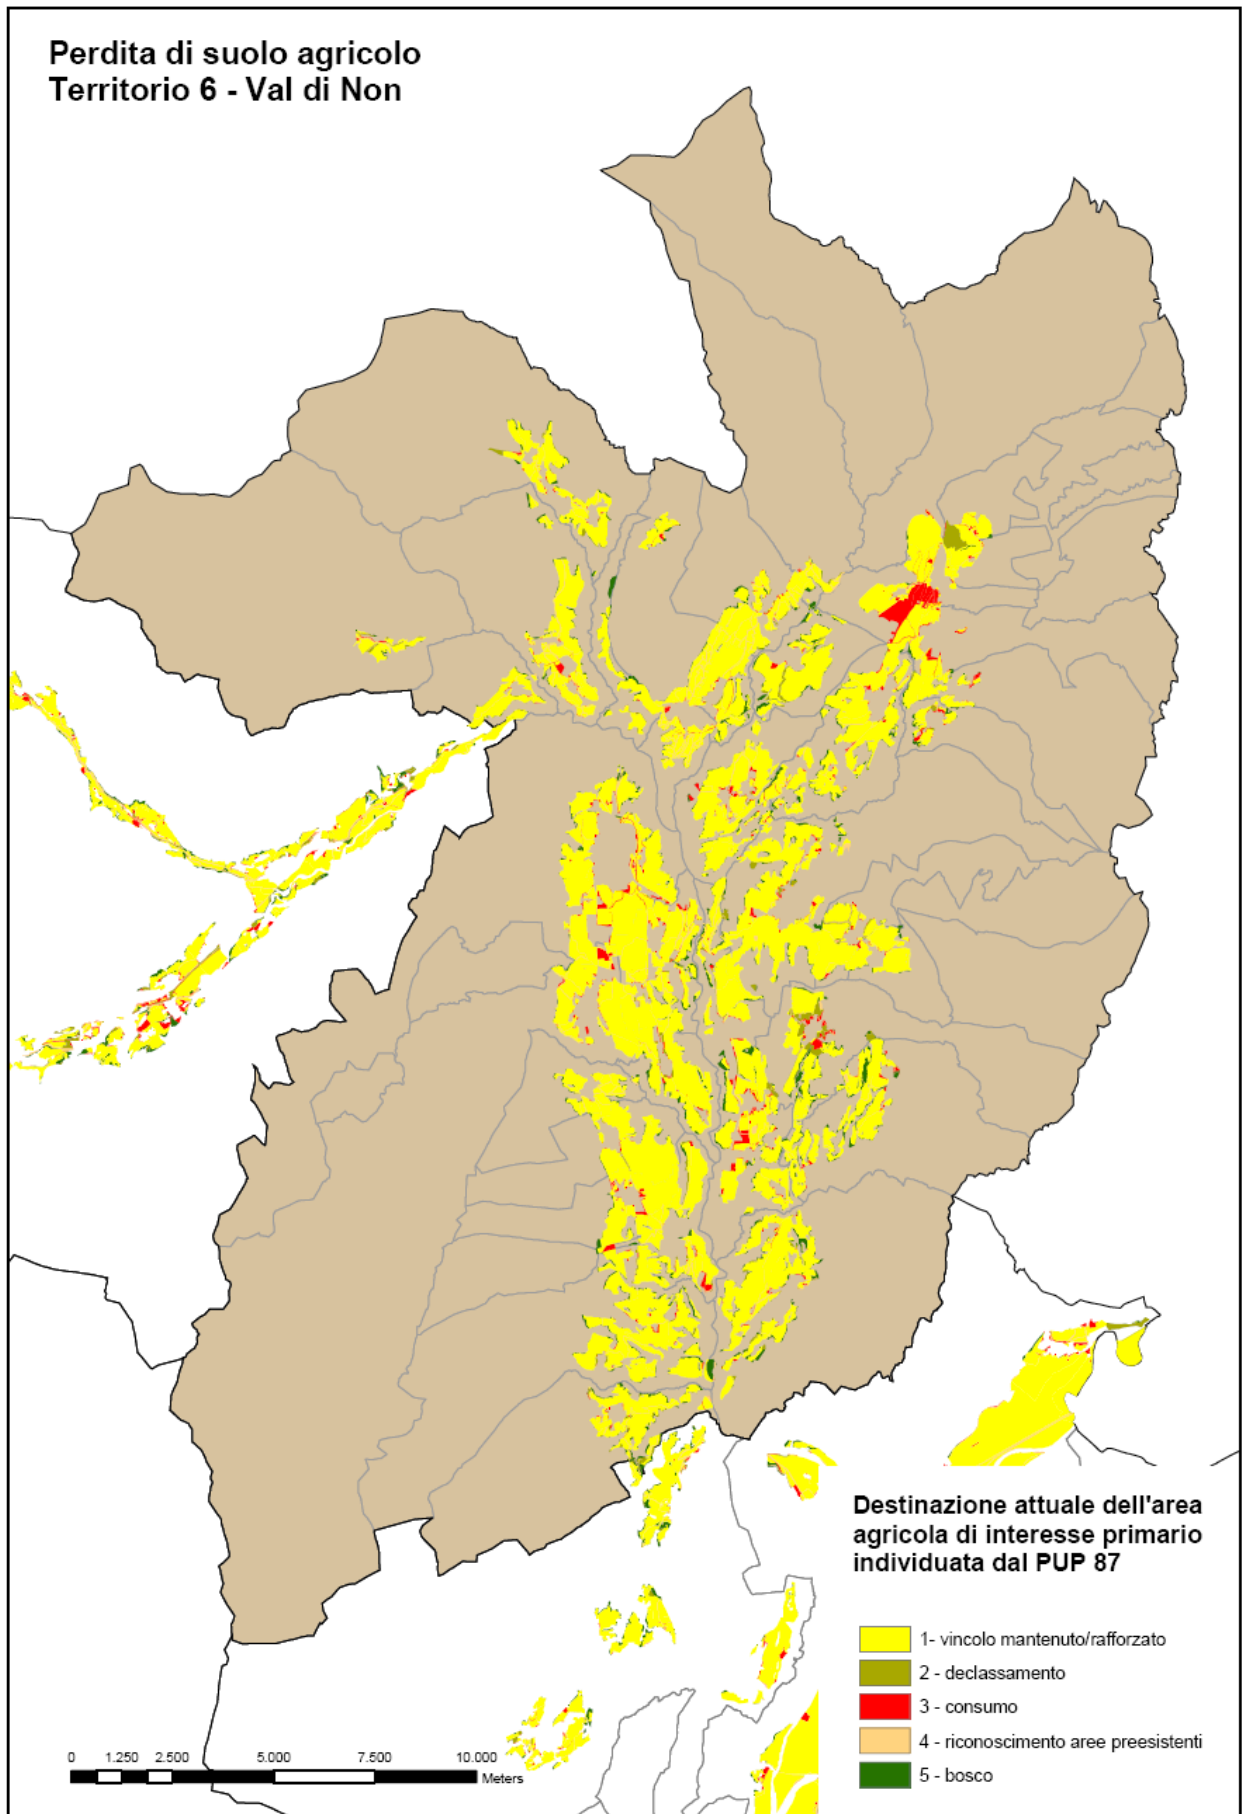 Perdita di suolo agricolo
Territorio 6 - Val di Non
Destinazione attuale dell'area
agricola di interesse primario
individuata dal PUP 87
1- vincolo mantenuto/rafforzato
2 - declassamento
3 - consumo
4 - riconoscimento aree preesistenti
5 - bosco
0 1.250 2.500 5.000 7.500 10.000
Meters